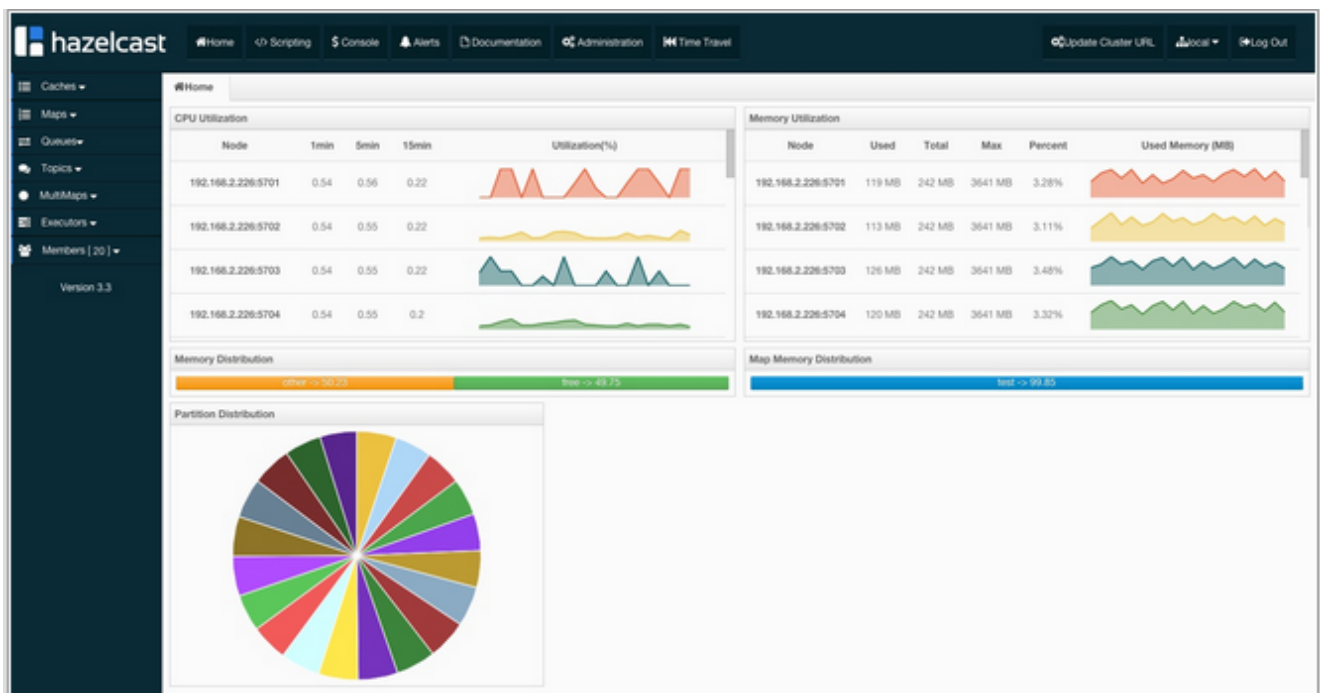 hazelcast Home </> Scripting $ Console Alerts Documentation Administration Time Travel Update Cluster URL local Log Out
Caches
Maps
Queues
Topics
MultiMaps
Executors
Members [ 20 ]
Version 3.3
Home
CPU Utilization
Node 1min 5min 15min Utilization(%)
192.168.2.226:5701 0.54 0.56 0.22
192.168.2.226:5702 0.54 0.55 0.22
192.168.2.226:5703 0.54 0.55 0.22
192.168.2.226:5704 0.54 0.55 0.2
Memory Utilization
Node Used Total Max Percent Used Memory (MB)
192.168.2.226:5701 119 MB 242 MB 3641 MB 3.28%
192.168.2.226:5702 113 MB 242 MB 3641 MB 3.11%
192.168.2.226:5703 126 MB 242 MB 3641 MB 3.48%
192.168.2.226:5704 120 MB 242 MB 3641 MB 3.32%
Memory Distribution
other -> 50.23 free -> 49.75
Map Memory Distribution
test -> 99.85
Partition Distribution